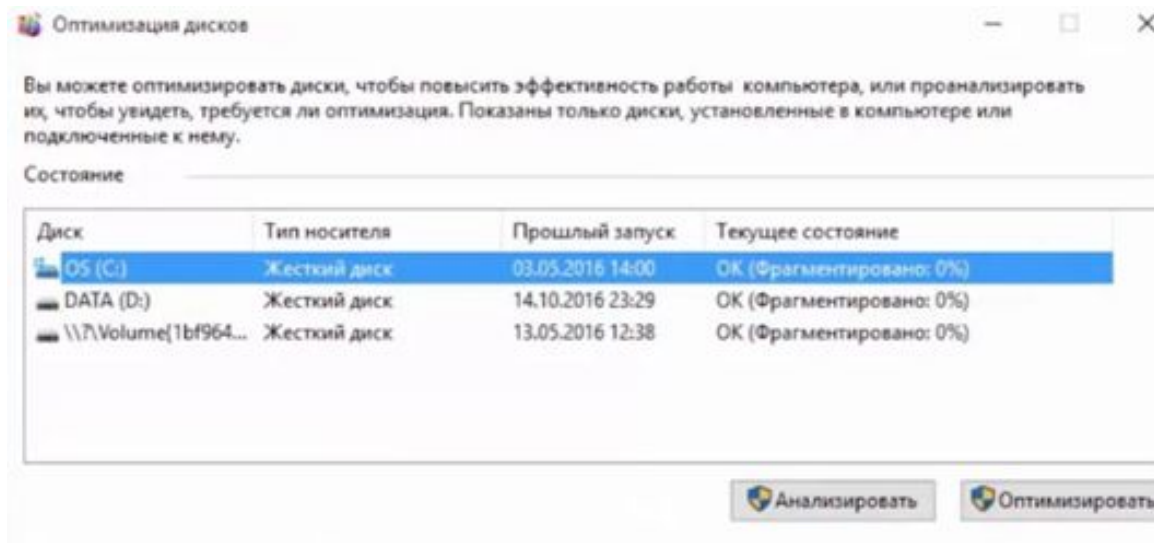 Оптимизация дисков
Вы можете оптимизировать диски, чтобы повысить эффективность работы компьютера, или проанализировать
их, чтобы увидеть, требуется ли оптимизация. Показаны только диски, установленные в компьютере или
подключенные к нему.
Состояние
Диск Тип носителя Прошлый запуск Текущее состояние
OS (C:) Жесткий диск 03.05.2016 14:00 OK (Фрагментировано: 0%)
DATA (D:) Жесткий диск 14.10.2016 23:29 OK (Фрагментировано: 0%)
\\?\Volume{1bf964... Жесткий диск 13.05.2016 12:38 OK (Фрагментировано: 0%)
Анализировать Оптимизировать